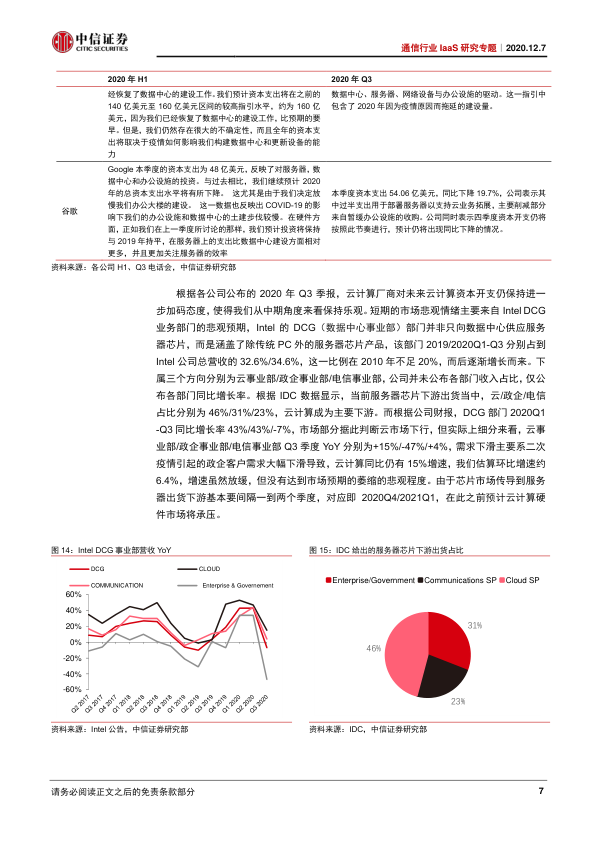 中信证券
CITIC SECURITIES
通信行业 IaaS 研究专题｜2020.12.7
2020 年 H1
2020 年 Q3
经恢复了数据中心的建设工作。我们预计资本支出将在之前的
140 亿美元至 160 亿美元区间的较高指引水平，约为 160 亿
美元，因为我们已经恢复了数据中心的建设工作，比预期的要
早。但是，我们仍然存在很大的不确定性，而且全年的资本支
出将取决于疫情如何影响我们构建数据中心和更新设备的能
力
数据中心、服务器、网络设备与办公设施的驱动。这一指引中
包含了 2020 年因为疫情原因而拖延的建设量。
谷歌
Google 本季度的资本支出为 48 亿美元，反映了对服务器，数
据中心和办公设施的投资。与过去相比，我们继续预计 2020
年的总资本支出水平将有所下降。 这尤其是由于我们决定放
慢我们办公大楼的建设。 这一数据也反映出 COVID-19 的影
响下我们的办公设施和数据中心的土建步伐较慢。在硬件方
面，正如我们在上一季度所讨论的那样，我们预计投资将保持
与 2019 年持平，在服务器上的支出比数据中心建设方面相对
更多，并且更加关注服务器的效率
本季度资本支出 54.06 亿美元，同比下降 19.7%，公司表示其
中过半支出用于部署服务器以支持云业务拓展，主要削减部分
来自暂缓办公设施的收购。公司同时表示四季度资本开支仍将
按照此节奏进行，预计仍将出现同比下降的情况。
资料来源：各公司 H1、Q3 电话会，中信证券研究部
根据各公司公布的 2020 年 Q3 季报，云计算厂商对未来云计算资本开支仍保持进一
步加码态度，使得我们从中期角度来看保持乐观。短期的市场悲观情绪主要来自 Intel DCG
业务部门的悲观预期，Intel 的 DCG（数据中心事业部）部门并非只向数据中心供应服务
器芯片，而是涵盖了除传统 PC 外的服务器芯片产品，该部门 2019/2020Q1-Q3 分别占到
Intel 公司总营收的 32.6%/34.6%，这一比例在 2010 年不足 20%，而后逐渐增长而来。下
属三个方向分别为云事业部/政企事业部/电信事业部，公司并未公布各部门收入占比，仅公
布各部门同比增长率。根据 IDC 数据显示，当前服务器芯片下游出货当中，云/政企/电信
占比分别为 46%/31%/23%，云计算成为主要下游。而根据公司财报，DCG 部门 2020Q1
-Q3 同比增长率 43%/43%/-7%，市场部分据此判断云市场下行，但实际上细分来看，云事
业部/政企事业部/电信事业部 Q3 季度 YoY 分别为+15%/-47%/+4%，需求下滑主要系二次
疫情引起的政企客户需求大幅下滑导致，云计算同比仍有 15%增速，我们估算环比增速约
6.4%，增速虽然放缓，但没有达到市场预期的萎缩的悲观程度。由于芯片市场传导到服务
器出货下游基本要间隔一到两个季度，对应即 2020Q4/2021Q1，在此之前预计云计算硬
件市场将承压。
图 14：Intel DCG 事业部营收 YoY
DCG
CLOUD
COMMUNICATION
Enterprise & Governement
60%
40%
20%
0%
-20%
-40%
-60%
Q2 2017
Q3 2017
Q4 2017
Q1 2018
Q2 2018
Q3 2018
Q4 2018
Q1 2019
Q2 2019
Q3 2019
Q4 2019
Q1 2020
Q2 2020
Q3 2020
资料来源：Intel 公告，中信证券研究部
图 15：IDC 给出的服务器芯片下游出货占比
Enterprise/Government
Communications SP
Cloud SP
31%
46%
23%
资料来源：IDC，中信证券研究部
请务必阅读正文之后的免责条款部分
7